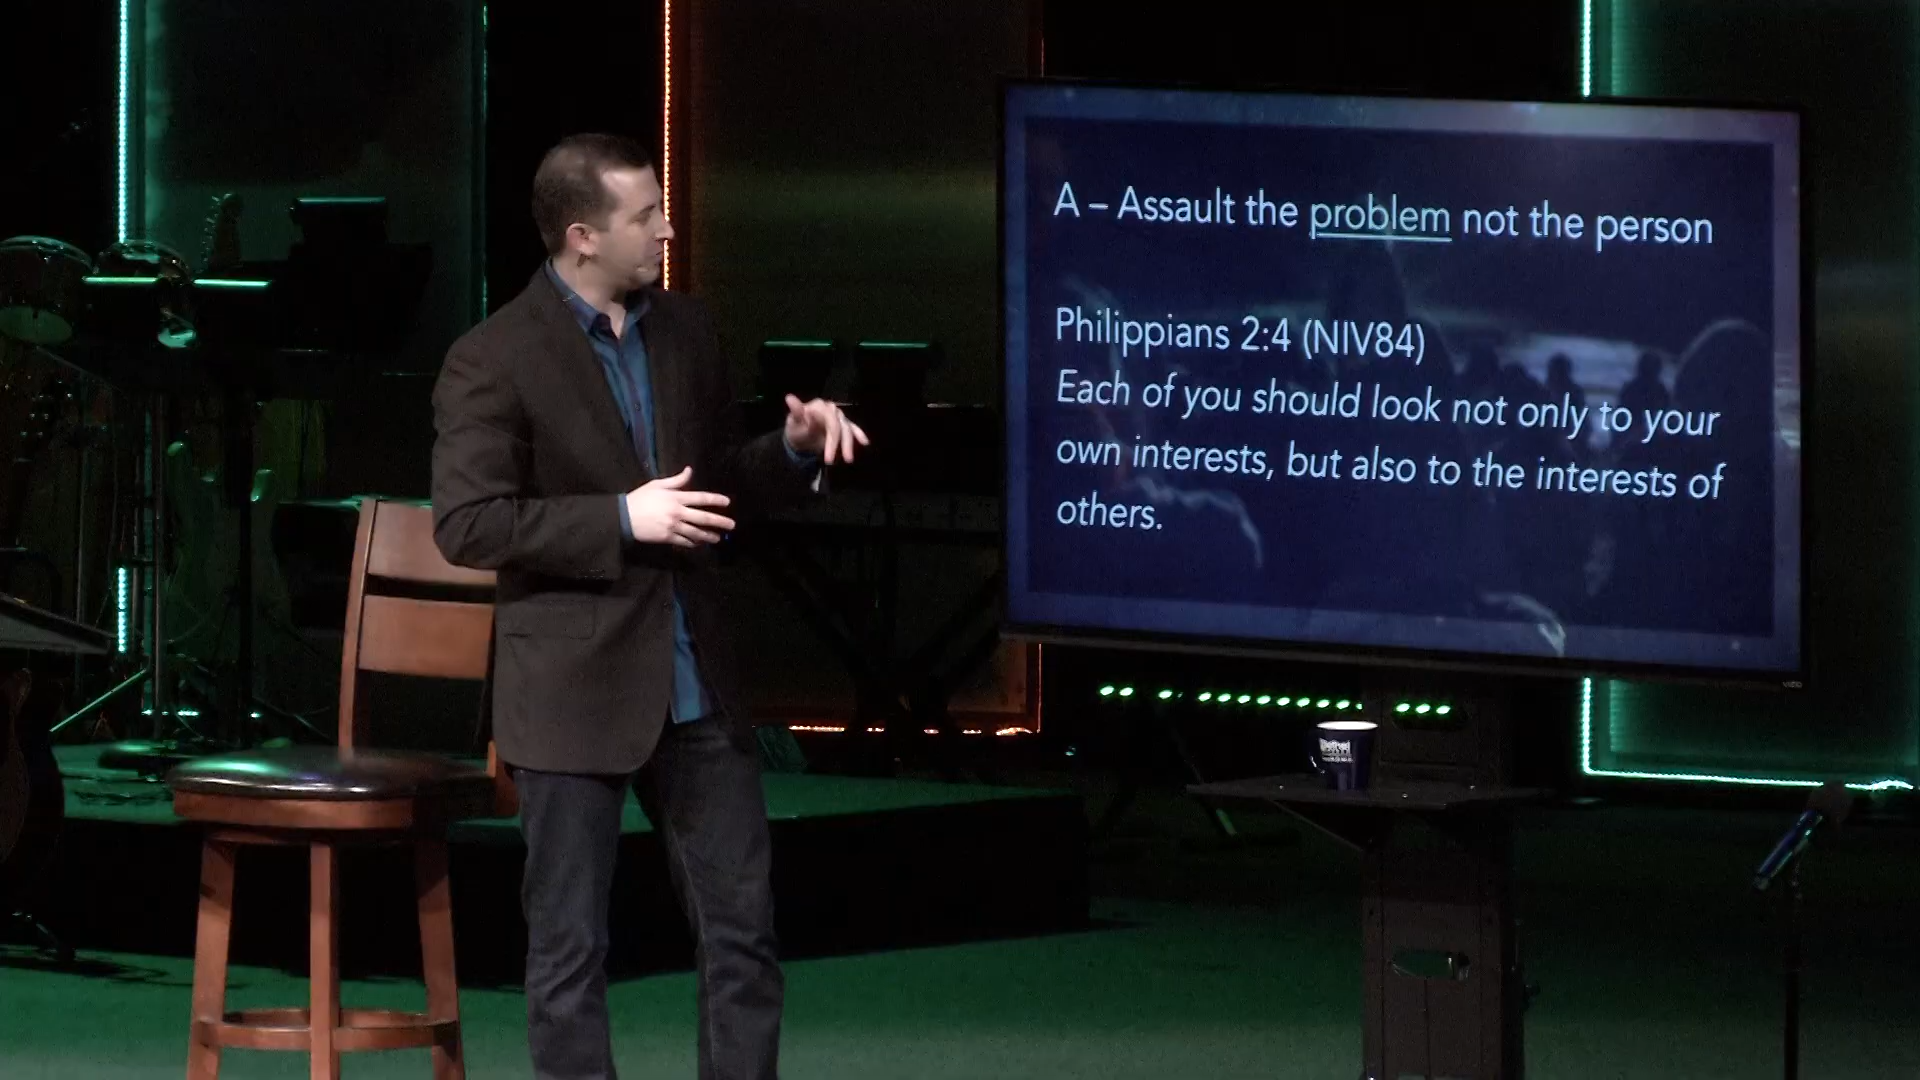 A – Assault the problem not the person
Philippians 2:4 (NIV84)
Each of you should look not only to your
own interests, but also to the interests of
others.
VIZIO